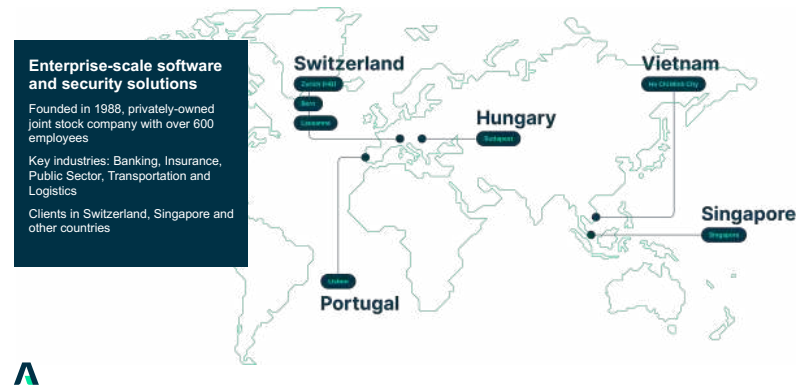 Enterprise-scale software
and security solutions
Founded in 1988, privately-owned
joint stock company with over 600
employees
Key industries: Banking, Insurance,
Public Sector, Transportation and
Logistics
Clients in Switzerland, Singapore and
other countries
Switzerland
Zurich (HQ)
Bern
Lausanne
Hungary
Budapest
Vietnam
Ho Chi Minh City
Singapore
Singapore
Lisbon
Portugal